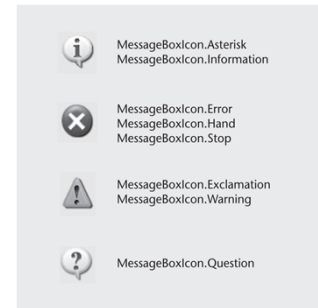 MessageBoxIcon.Asterisk
MessageBoxIcon.Information
MessageBoxIcon.Error
MessageBoxIcon.Hand
MessageBoxIcon.Stop
MessageBoxIcon.Exclamation
MessageBoxIcon.Warning
MessageBoxIcon.Question